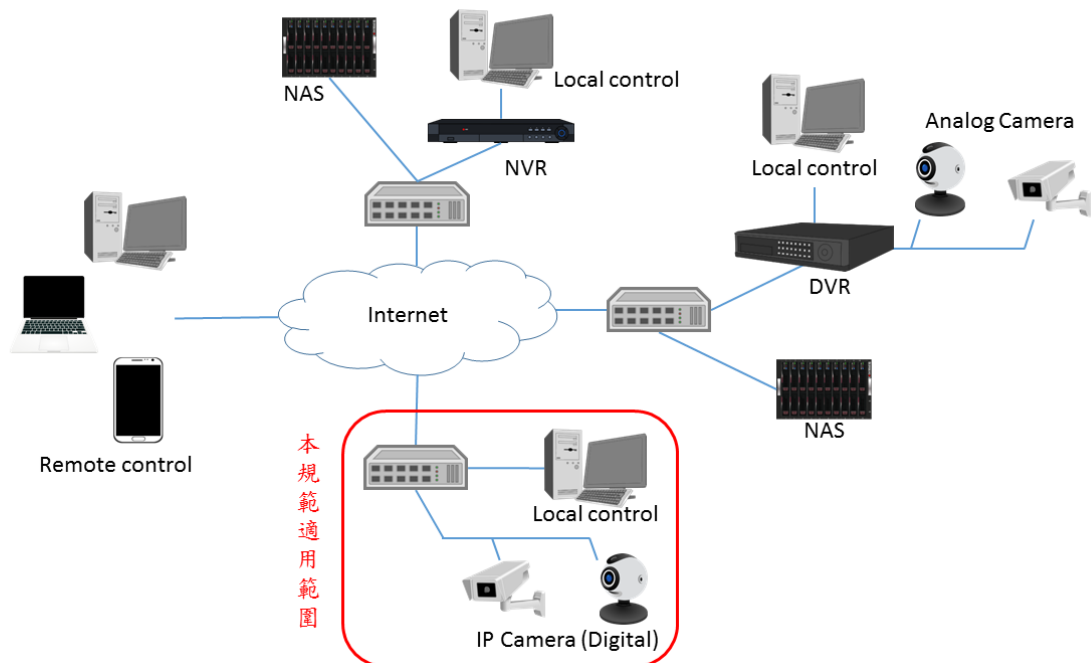 NAS
Local control
NVR
Local control
Analog Camera
DVR
Internet
NAS
Remote control
本規範適用範圍
Local control
IP Camera (Digital)